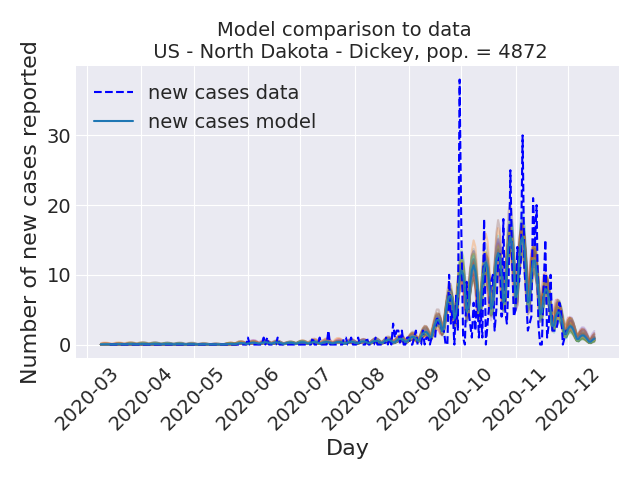 Model comparison to data
US - North Dakota - Dickey, pop. = 4872
Number of new cases reported
new cases data
new cases model
30
20
10
0
2020-03
2020-04
2020-05
2020-06
2020-07
2020-08
2020-09
2020-10
2020-11
2020-12
Day